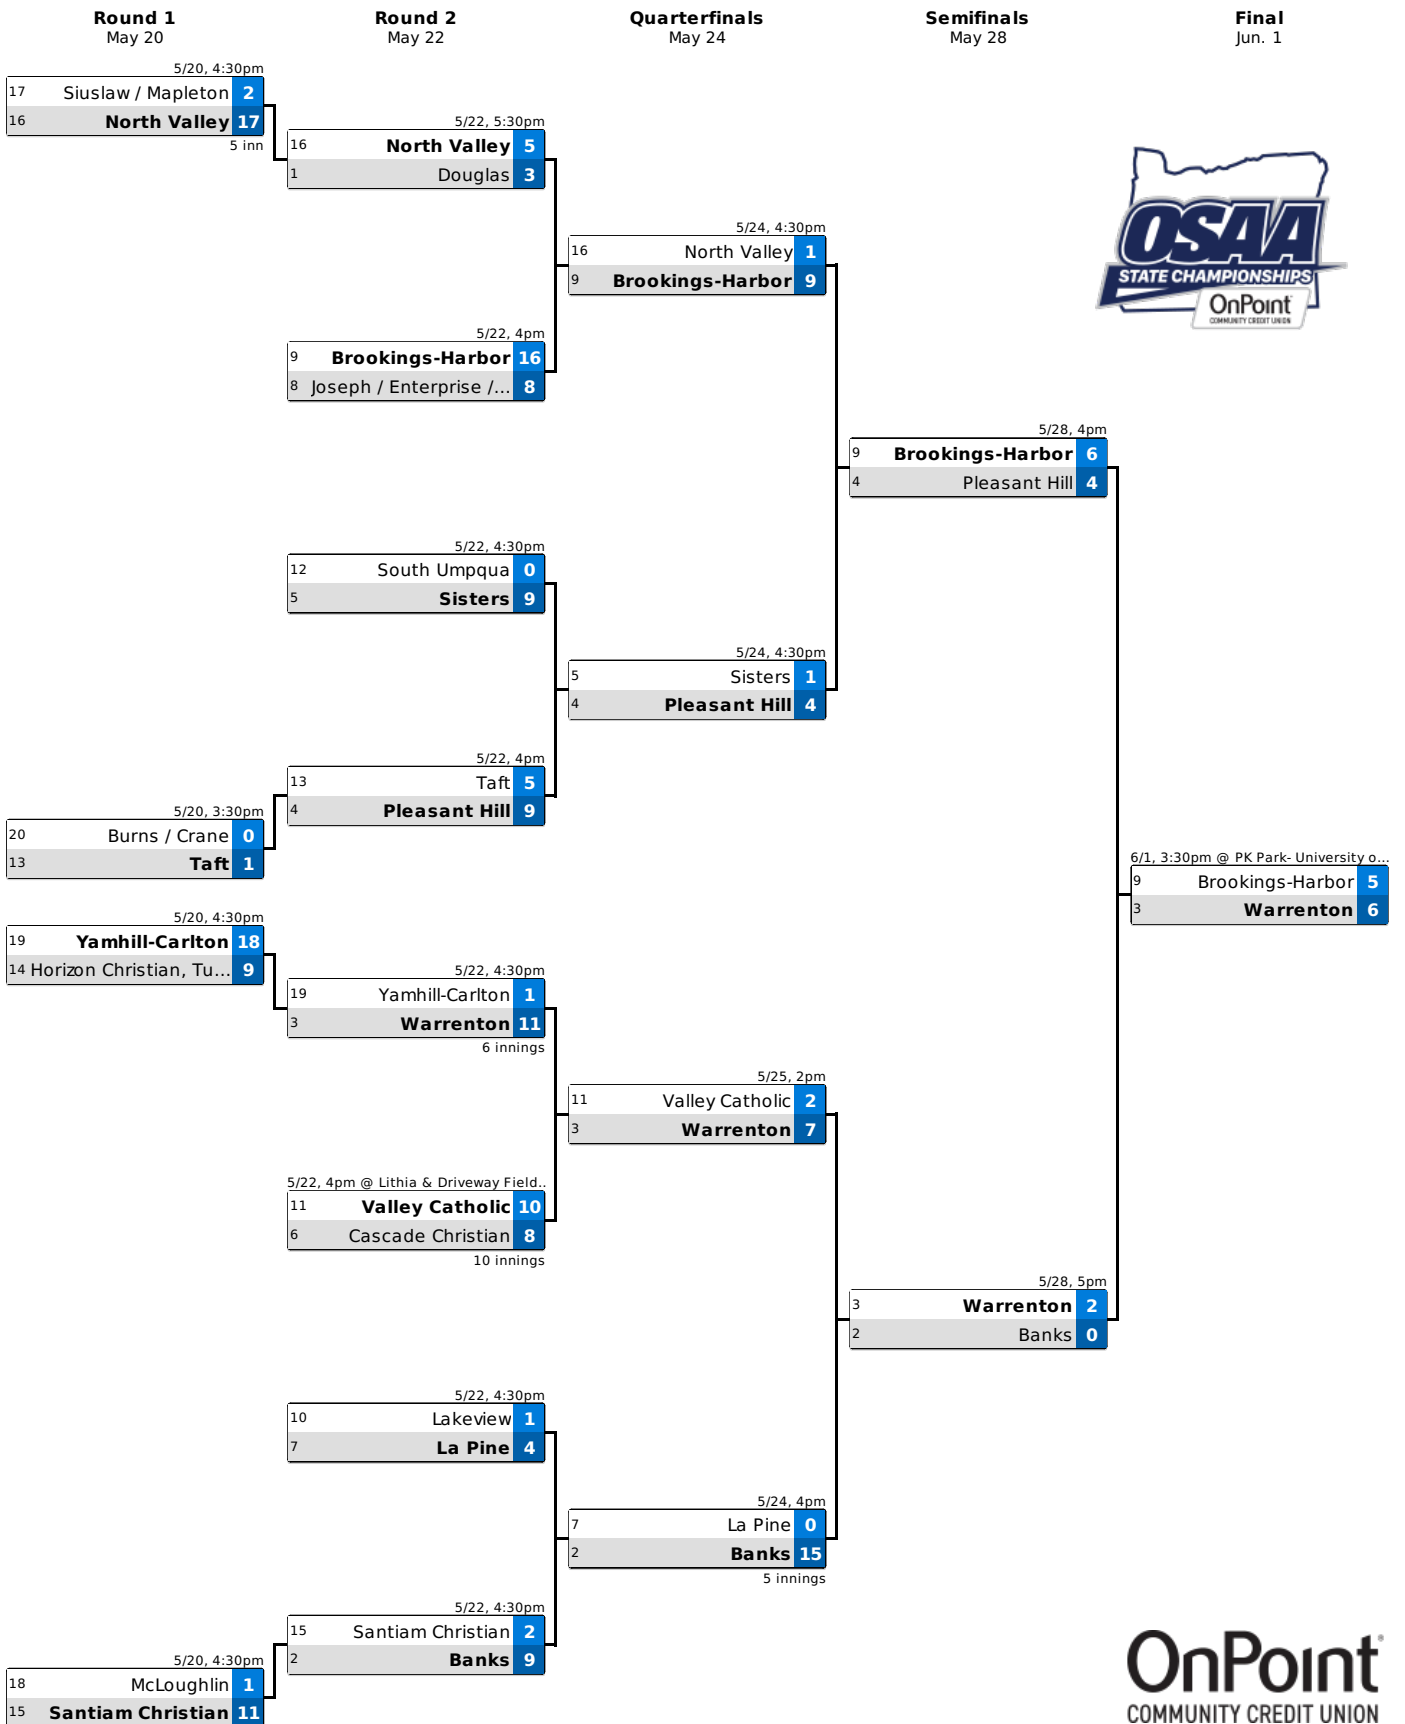 Round 1
May 20
Round 2
May 22
Quarterfinals
May 24
Semifinals
May 28
Final
Jun. 1
5/20, 4:30pm
17 Siuslaw / Mapleton 2
16 North Valley 17
5 inn
5/22, 5:30pm
16 North Valley 5
1 Douglas 3
OSAA
STATE CHAMPIONSHIPS
OnPoint
COMMUNITY CREDIT UNION
5/24, 4:30pm
16 North Valley 1
9 Brookings-Harbor 9
5/22, 4pm
9 Brookings-Harbor 16
8 Joseph / Enterprise /... 8
5/28, 4pm
9 Brookings-Harbor 6
4 Pleasant Hill 4
5/22, 4:30pm
12 South Umpqua 0
5 Sisters 9
5/24, 4:30pm
5 Sisters 1
4 Pleasant Hill 4
5/22, 4pm
13 Taft 5
4 Pleasant Hill 9
5/20, 3:30pm
20 Burns / Crane 0
13 Taft 1
6/1, 3:30pm @ PK Park- University o...
9 Brookings-Harbor 5
3 Warrenton 6
5/20, 4:30pm
19 Yamhill-Carlton 18
14 Horizon Christian, Tu... 9
5/22, 4:30pm
19 Yamhill-Carlton 1
3 Warrenton 11
6 innings
5/25, 2pm
11 Valley Catholic 2
3 Warrenton 7
5/22, 4pm @ Lithia & Driveway Field..
11 Valley Catholic 10
6 Cascade Christian 8
10 innings
5/28, 5pm
3 Warrenton 2
2 Banks 0
5/22, 4:30pm
10 Lakeview 1
7 La Pine 4
5/24, 4pm
7 La Pine 0
2 Banks 15
5 innings
5/22, 4:30pm
15 Santiam Christian 2
2 Banks 9
5/20, 4:30pm
18 McLoughlin 1
15 Santiam Christian 11
OnPoint
COMMUNITY CREDIT UNION